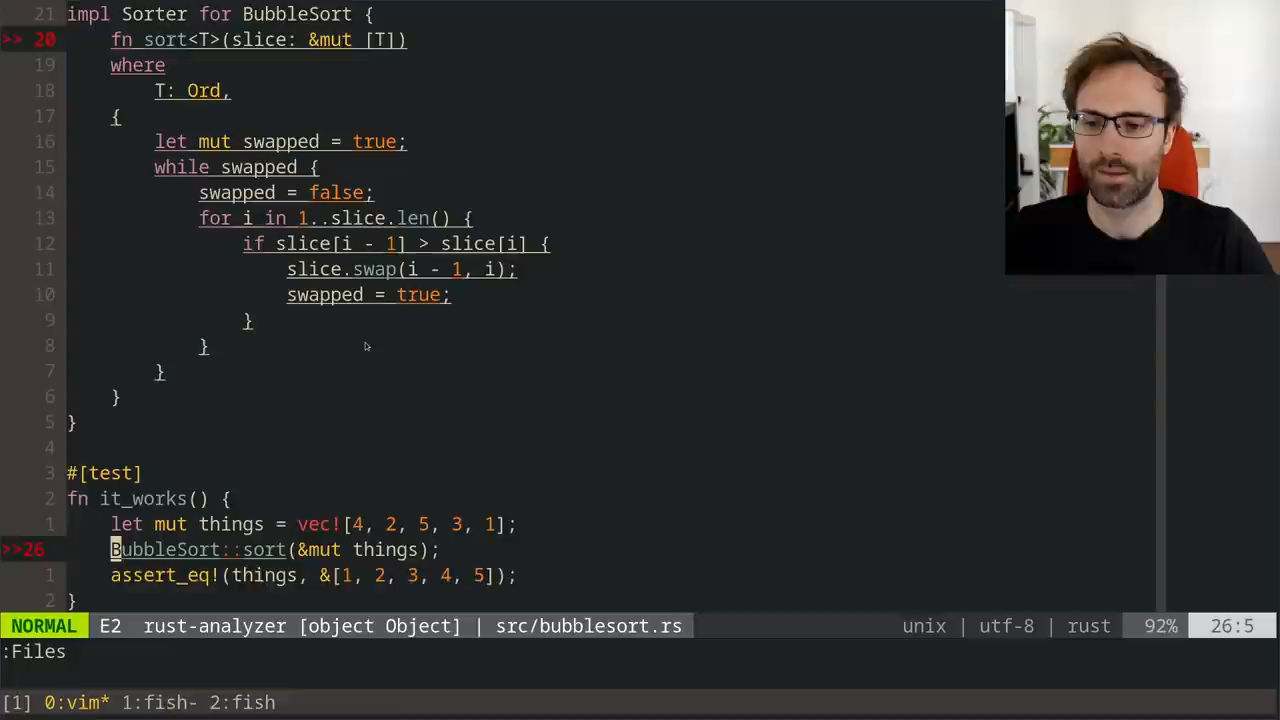 21 impl Sorter for BubbleSort {
>> 20     fn sort<T>(slice: &mut [T])
19     where
18         T: Ord,
17     {
16         let mut swapped = true;
15         while swapped {
14             swapped = false;
13             for i in 1..slice.len() {
12                 if slice[i - 1] > slice[i] {
11                     slice.swap(i - 1, i);
10                     swapped = true;
9                 }
8             }
7         }
6     }
5 }
4
3 #[test]
2 fn it_works() {
1     let mut things = vec![4, 2, 5, 3, 1];
>>26     BubbleSort::sort(&mut things);
1     assert_eq!(things, &[1, 2, 3, 4, 5]);
2 }
NORMAL E2 rust-analyzer [object Object] | src/bubblesort.rs unix | utf-8 | rust 92% 26:5
:Files
[1] 0:vim* 1:fish- 2:fish